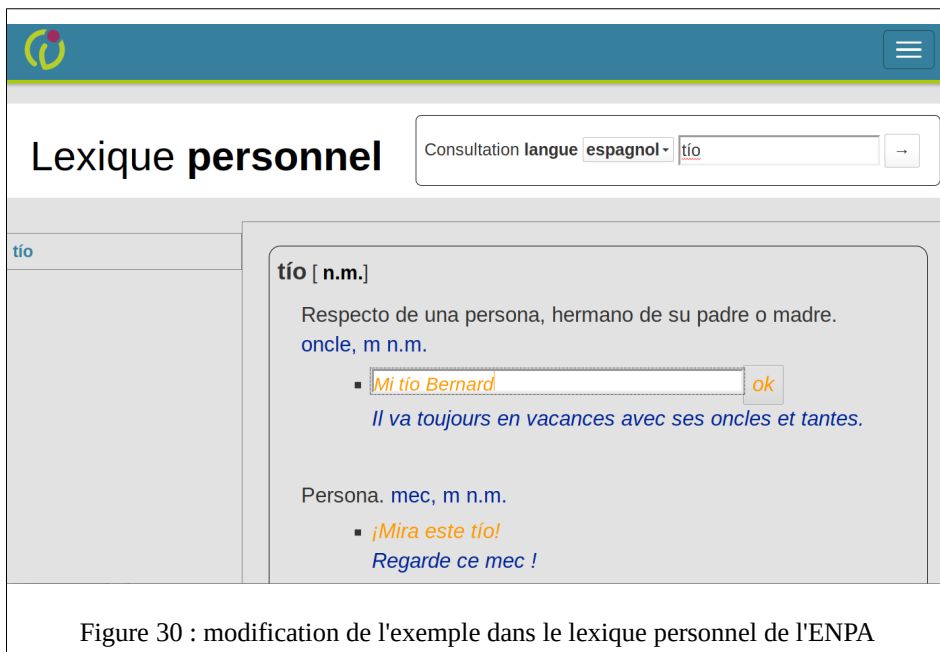 Lexique personnel
Consultation langue espagnol tío →
tío
tío [ n.m.]
Respecto de una persona, hermano de su padre o madre.
oncle, m n.m.
▪ Mi tío Bernard ok
Il va toujours en vacances avec ses oncles et tantes.
Persona. mec, m n.m.
▪ ¡Mira este tío!
Regarde ce mec !
Figure 30 : modification de l'exemple dans le lexique personnel de l'ENPA